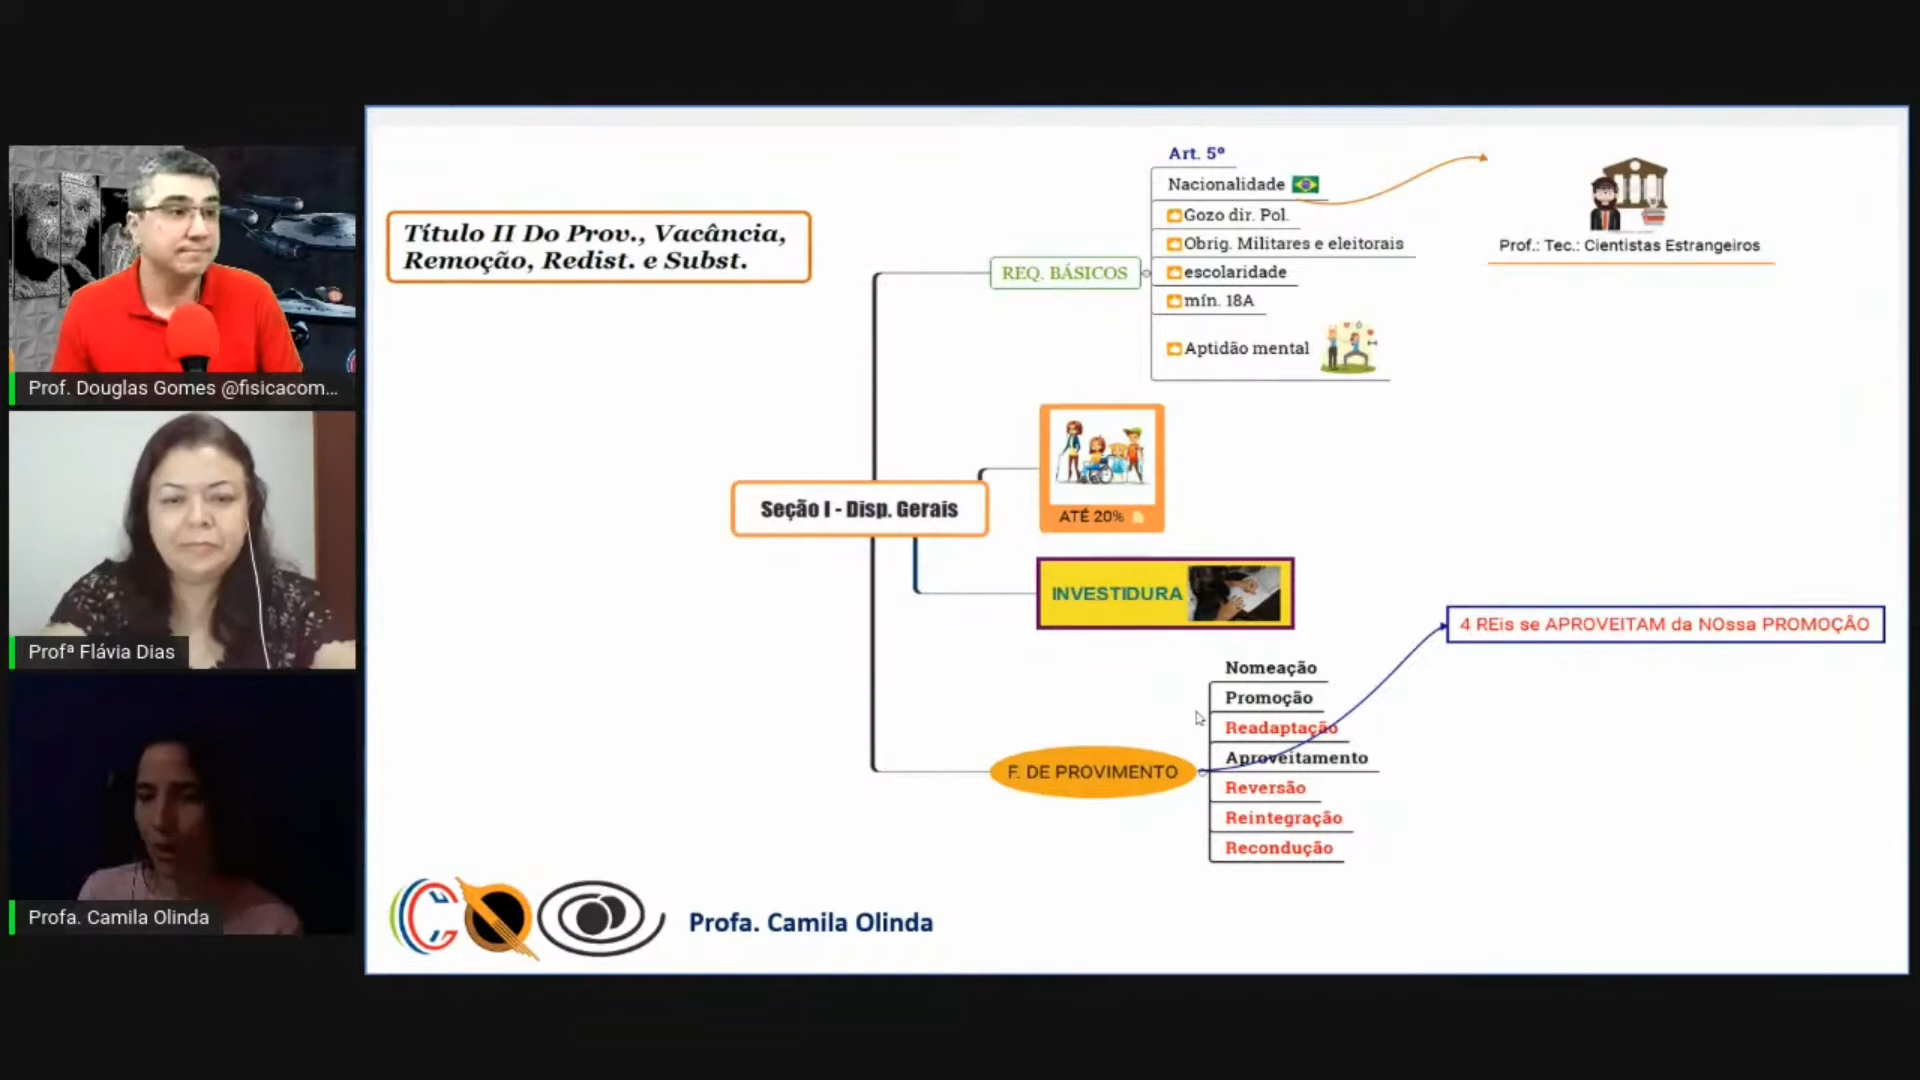 Prof. Douglas Gomes @fisicacom...
Profª Flávia Dias
Profa. Camila Olinda
Título II Do Prov., Vacância,
Remoção, Redist. e Subst.
Seção I - Disp. Gerais
REQ. BÁSICOS
Art. 5º
Nacionalidade
Gozo dir. Pol.
Obrig. Militares e eleitorais
escolaridade
mín. 18A
Aptidão mental
Prof.: Tec.: Cientistas Estrangeiros
ATÉ 20%
INVESTIDURA
F. DE PROVIMENTO
Nomeação
Promoção
Readaptação
Aproveitamento
Reversão
Reintegração
Recondução
4 REis se APROVEITAM da NOssa PROMOÇÃO
Profa. Camila Olinda